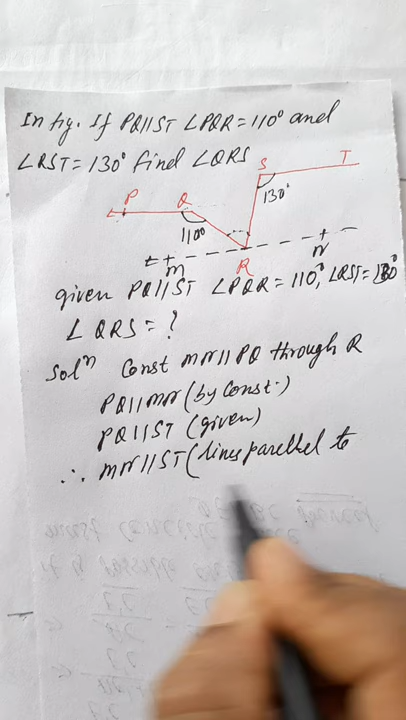 In fig. If PQ||ST ∠PQR=110° and
∠RST=130° find ∠QRS
S T
P Q
130°
110°
M R N
given PQ||ST ∠PQR=110°, ∠RST=130
∠QRS=?
Solⁿ Const MN||PQ through R
PQ||MN (by Const.)
PQ||ST (given)
∴ MN||ST (lines parellel to